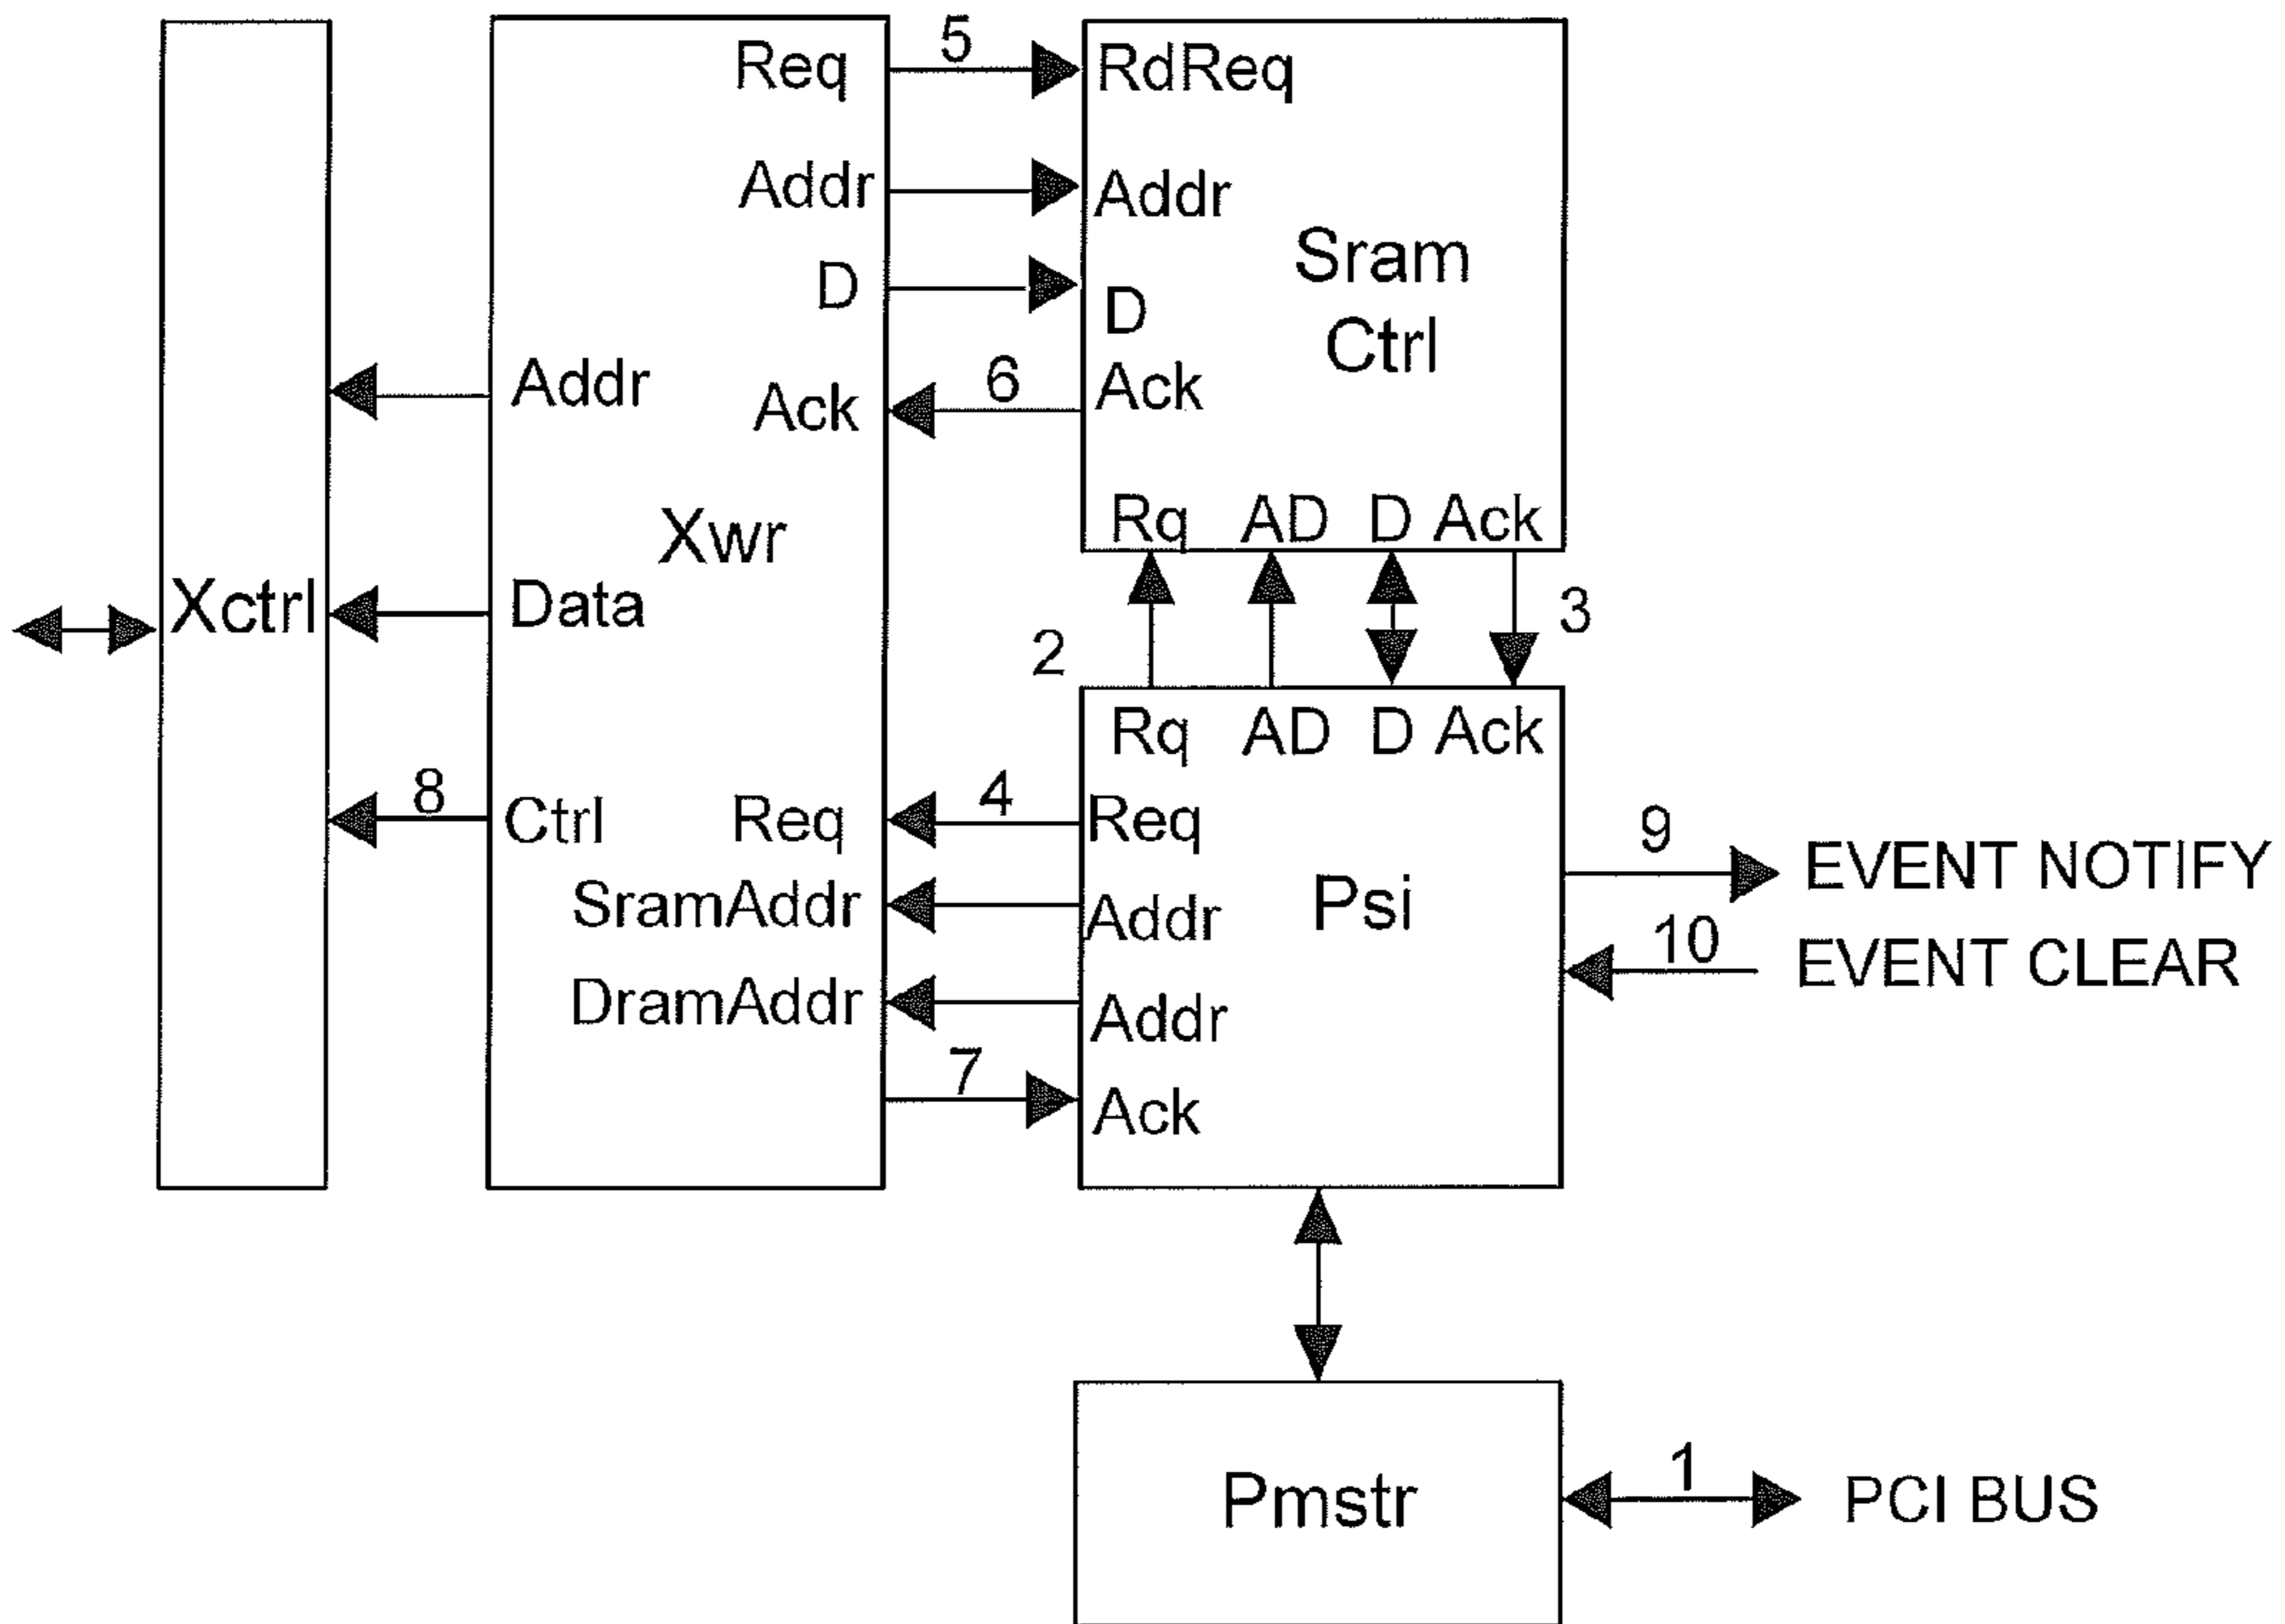 Req 5 RdReq
Addr Addr
D D
Sram
Ctrl
Addr Ack 6 Ack
Xwr
Rq AD D Ack
Xctrl Data
2 3
Rq AD D Ack
8 Ctrl Req 4 Req
9 EVENT NOTIFY
SramAddr Addr Psi
10 EVENT CLEAR
DramAddr Addr
7 Ack
Pmstr 1 PCI BUS